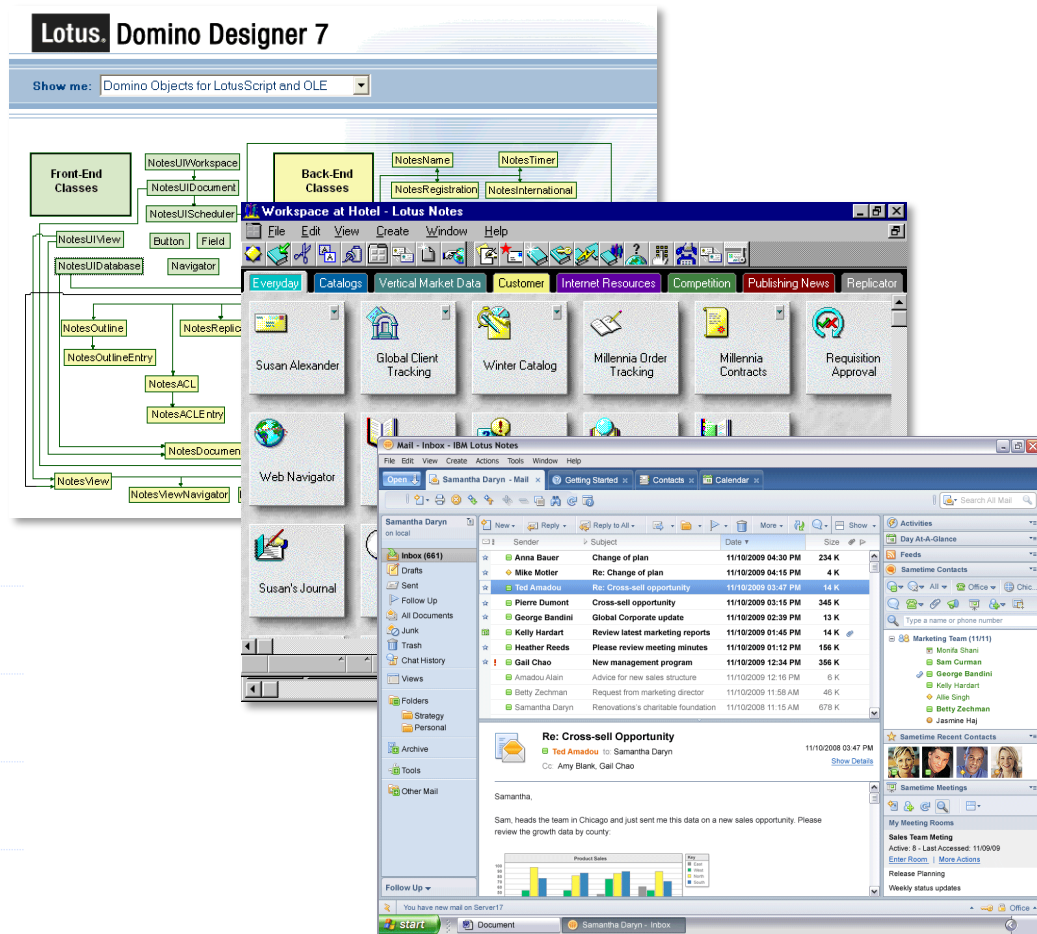 Lotus. Domino Designer 7
Show me: Domino Objects for LotusScript and OLE
Front-End
Classes
NotesUIWorkspace
NotesUIDocument
NotesUIScheduler
NotesUIView
Button
Field
NotesUIDatabase
Navigator
Back-End
Classes
NotesName
NotesTimer
NotesRegistration
NotesInternational
NotesOutline
NotesReplic
NotesOutlineEntry
NotesACL
NotesACLEntry
NotesDocumen
NotesView
NotesViewNavigator
Workspace at Hotel - Lotus Notes
File Edit View Create Window Help
Everyday Catalogs Vertical Market Data Customer Internet Resources Competition Publishing News Replicator
Susan Alexander
Global Client
Tracking
Winter Catalog
Millennia Order
Tracking
Millennia
Contracts
Requisition
Approval
Web Navigator
Susan's Journal
Mail - Inbox - IBM Lotus Notes
File Edit View Create Actions Tools Window Help
Open
Samantha Daryn - Mail
Getting Started
Contacts
Calendar
Search All Mail
Samantha Daryn
on local
Inbox (661)
Drafts
Sent
Follow Up
All Documents
Junk
Trash
Chat History
Views
Folders
Strategy
Personal
Archive
Tools
Other Mail
Follow Up
New Reply Reply to All More Show
Sender Subject Date Size
Anna Bauer Change of plan 11/10/2009 04:30 PM 234 K
Mike Motler Re: Change of plan 11/10/2009 04:15 PM 4 K
Ted Amadou Re: Cross-sell opportunity 11/10/2009 03:47 PM 14 K
Pierre Dumont Cross-sell opportunity 11/10/2009 03:15 PM 345 K
George Bandini Global Corporate update 11/10/2009 02:39 PM 13 K
Kelly Hardart Review latest marketing reports 11/10/2009 01:45 PM 14 K
Heather Reeds Please review meeting minutes 11/10/2009 01:12 PM 156 K
Gail Chao New management program 11/10/2009 12:34 PM 356 K
Amadou Alain Advice for new sales structure 11/10/2009 12:16 PM 6 K
Betty Zechman Request from marketing director 11/10/2009 11:58 AM 46 K
Samantha Daryn Renovations's charitable foundation 11/10/2008 11:15 AM 678 K
Re: Cross-sell Opportunity
Ted Amadou to: Samantha Daryn
Cc: Amy Blank, Gail Chao
11/10/2008 03:47 PM
Show Details
Samantha,
Sam, heads the team in Chicago and just sent me this data on a new sales opportunity. Please
review the growth data by county:
Product Sales
Key
East
West
North
South
100
90
80
70
60
50
Activities
Day At-A-Glance
Feeds
Sametime Contacts
All Office Chic...
Type a name or phone number
Marketing Team (11/11)
Monifa Shani
Sam Curman
George Bandini
Kelly Hardart
Allie Singh
Betty Zechman
Jasmine Haj
Sametime Recent Contacts
Sametime Meetings
My Meeting Rooms
Sales Team Meting
Active: 8 - Last Accessed: 11/09/09
Enter Room | More Actions
Release Planning
Weekly status updates
You have new mail on Server17
Office
start
Document
Samantha Daryn - Inbox